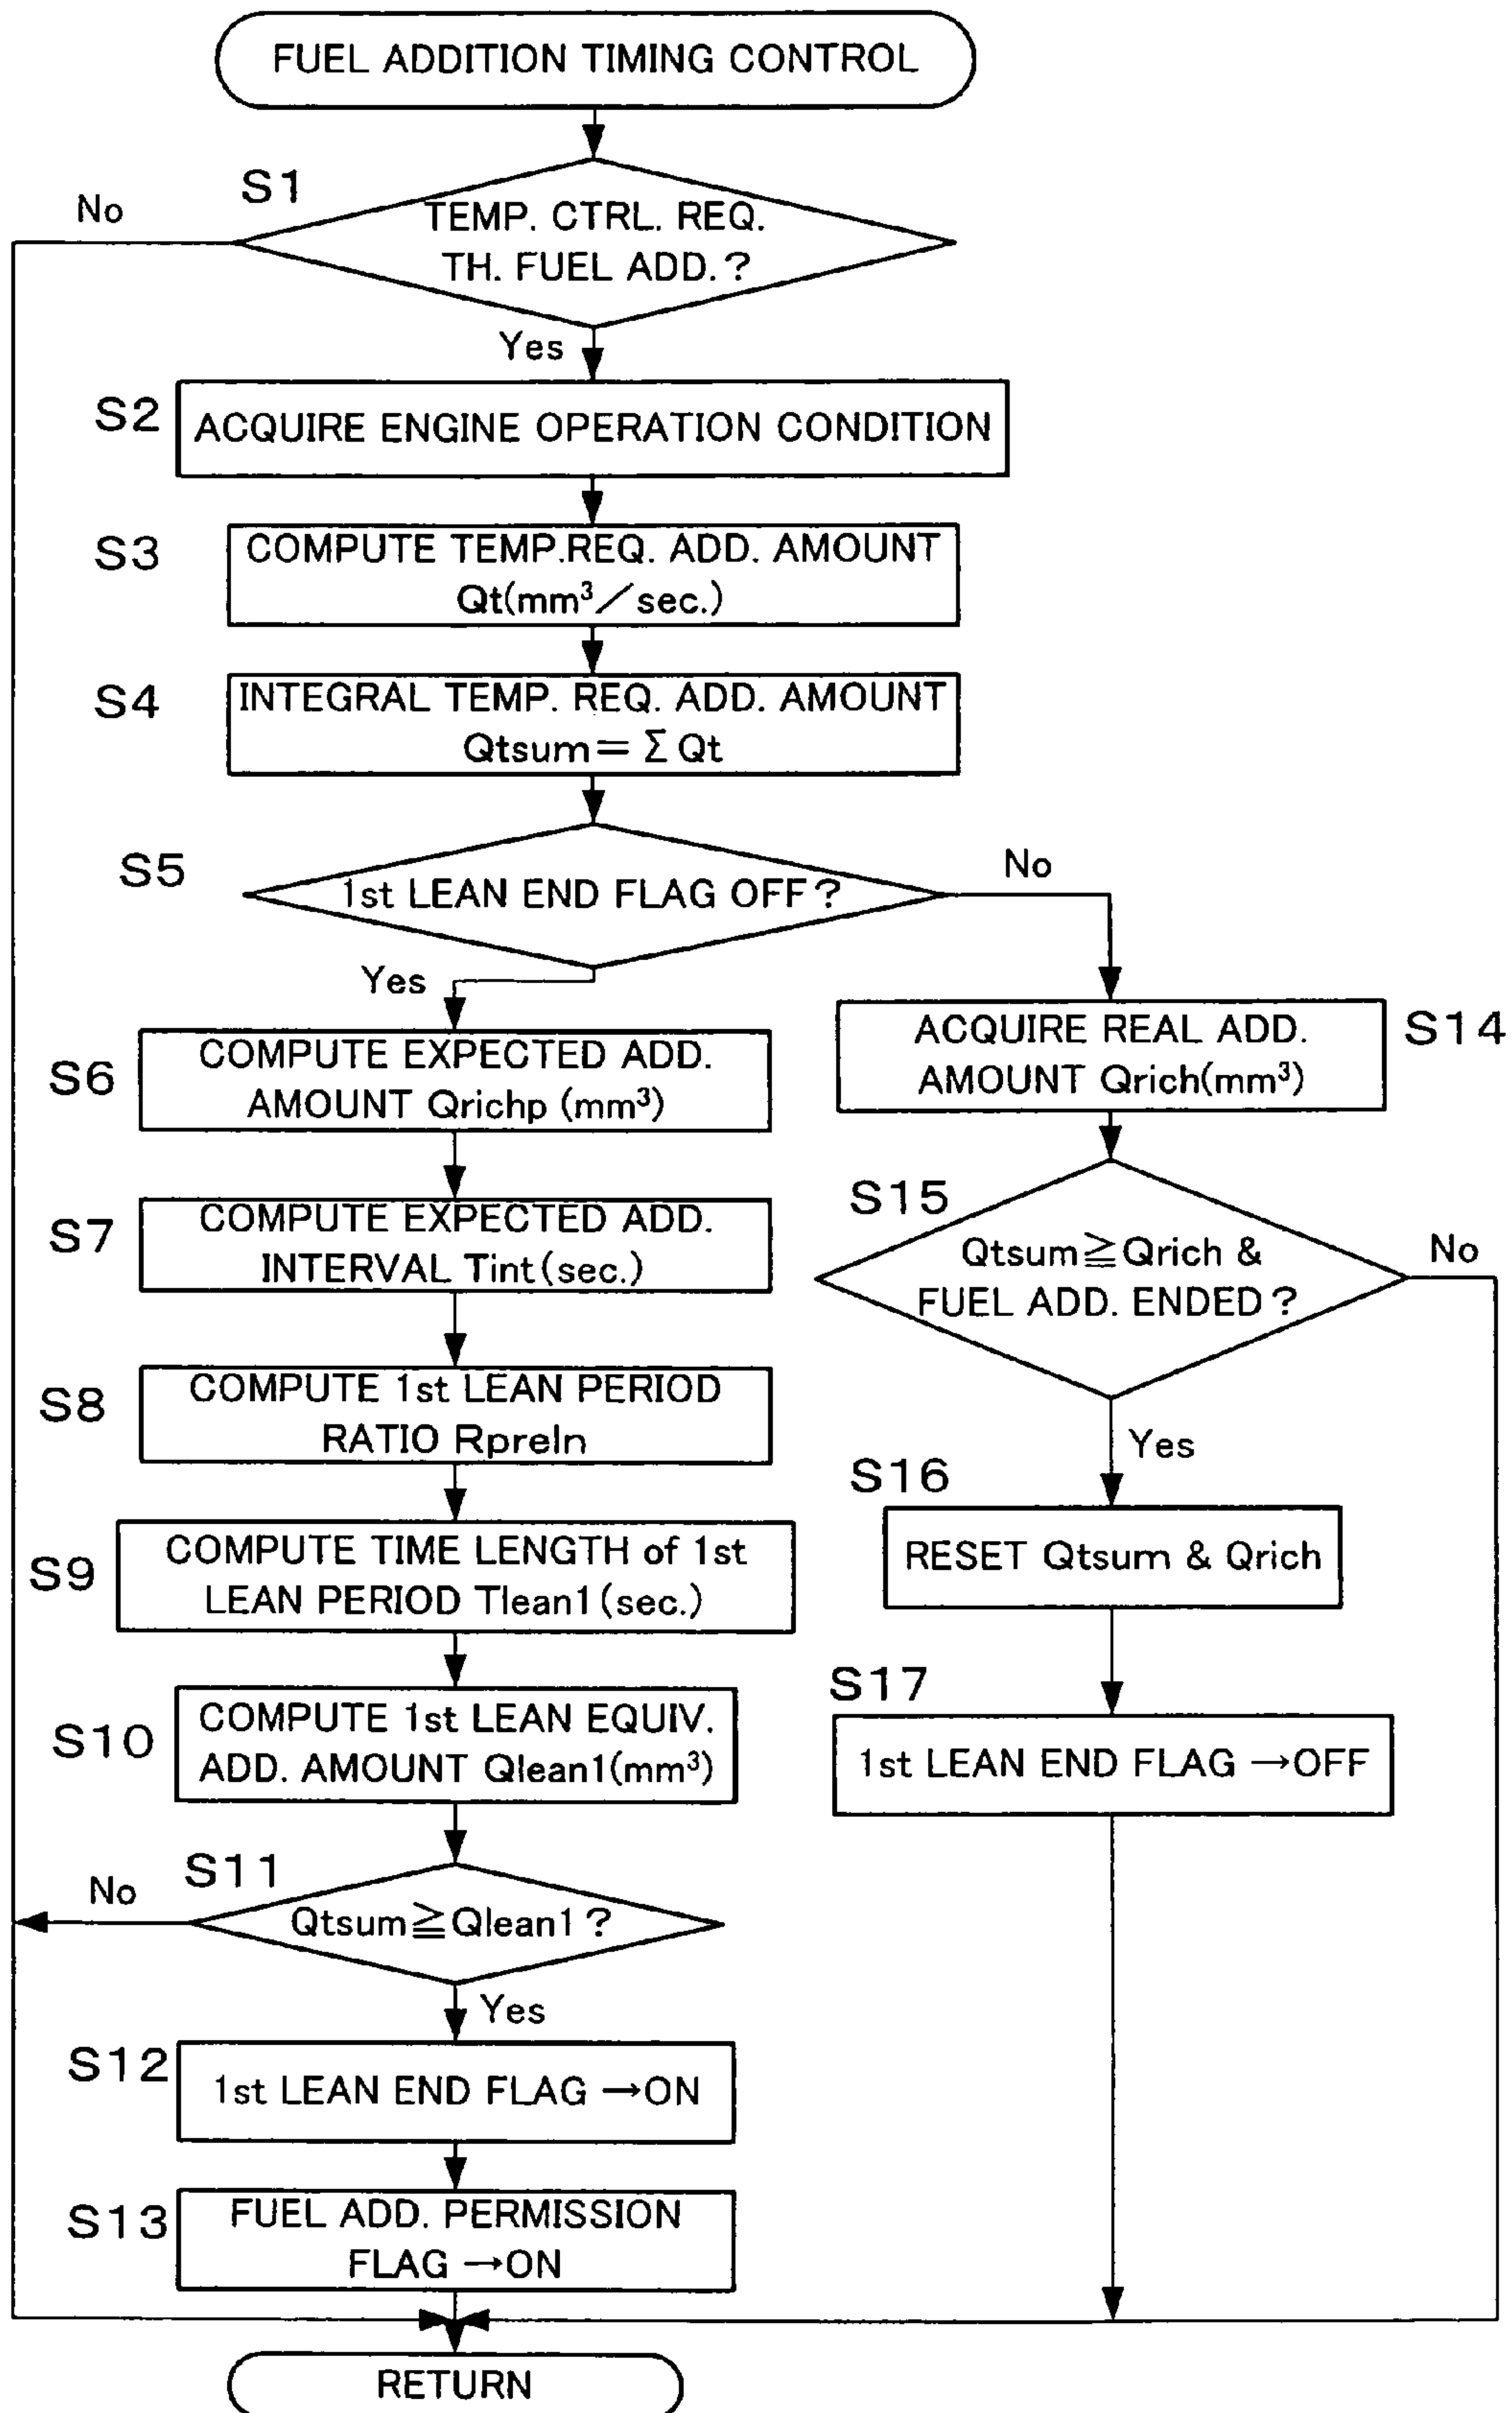 FUEL ADDITION TIMING CONTROL
S1
No
TEMP. CTRL. REQ.
TH. FUEL ADD.?
Yes
S2
ACQUIRE ENGINE OPERATION CONDITION
S3
COMPUTE TEMP.REQ. ADD. AMOUNT
Qt(mm³/sec.)
S4
INTEGRAL TEMP. REQ. ADD. AMOUNT
Qtsum=ΣQt
S5
1st LEAN END FLAG OFF?
No
Yes
S6
COMPUTE EXPECTED ADD.
AMOUNT Qrichp (mm³)
S7
COMPUTE EXPECTED ADD.
INTERVAL Tint(sec.)
S8
COMPUTE 1st LEAN PERIOD
RATIO Rpreln
S9
COMPUTE TIME LENGTH of 1st
LEAN PERIOD Tlean1(sec.)
S10
COMPUTE 1st LEAN EQUIV.
ADD. AMOUNT Qlean1(mm³)
S11
No
Qtsum≧Qlean1?
Yes
S12
1st LEAN END FLAG →ON
S13
FUEL ADD. PERMISSION
FLAG →ON
S14
ACQUIRE REAL ADD.
AMOUNT Qrich(mm³)
S15
Qtsum≧Qrich &
FUEL ADD. ENDED?
No
Yes
S16
RESET Qtsum & Qrich
S17
1st LEAN END FLAG →OFF
RETURN